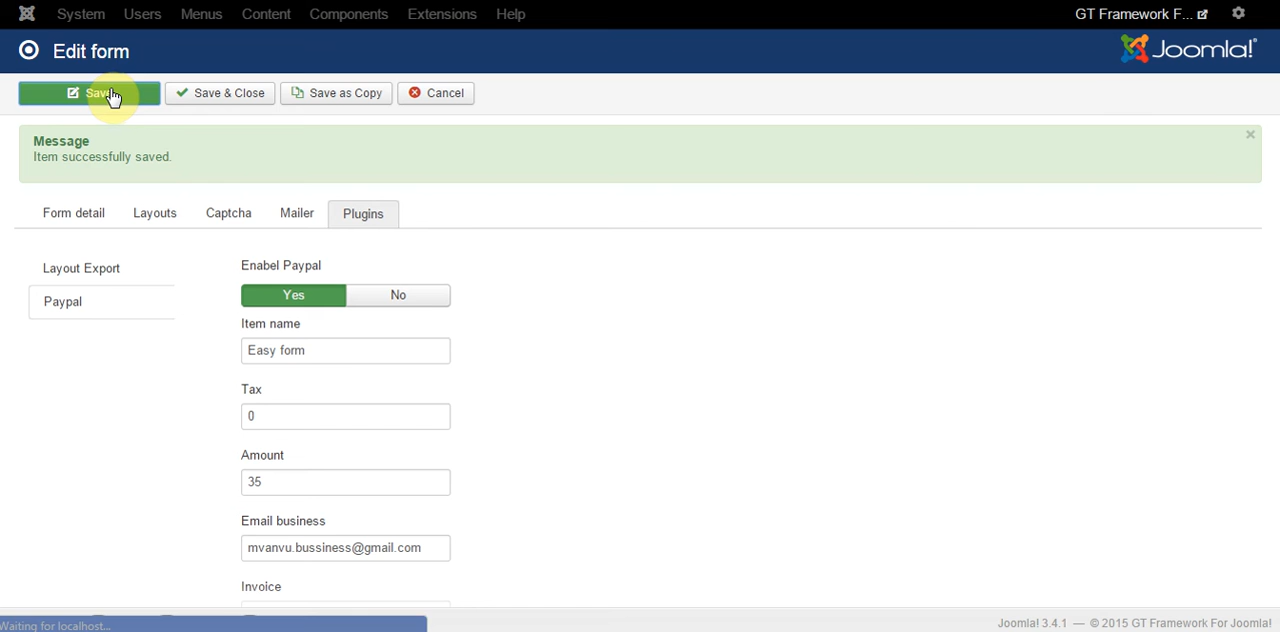 System Users Menus Content Components Extensions Help GT Framework F...
Edit form Joomla!®
Save Save & Close Save as Copy Cancel
Message
Item successfully saved.
Form detail Layouts Captcha Mailer Plugins
Layout Export
Paypal
Enabel Paypal
Yes No
Item name
Easy form
Tax
0
Amount
35
Email business
mvanvu.bussiness@gmail.com
Invoice
Waiting for localhost...
Joomla! 3.4.1 — © 2015 GT Framework For Joomla!